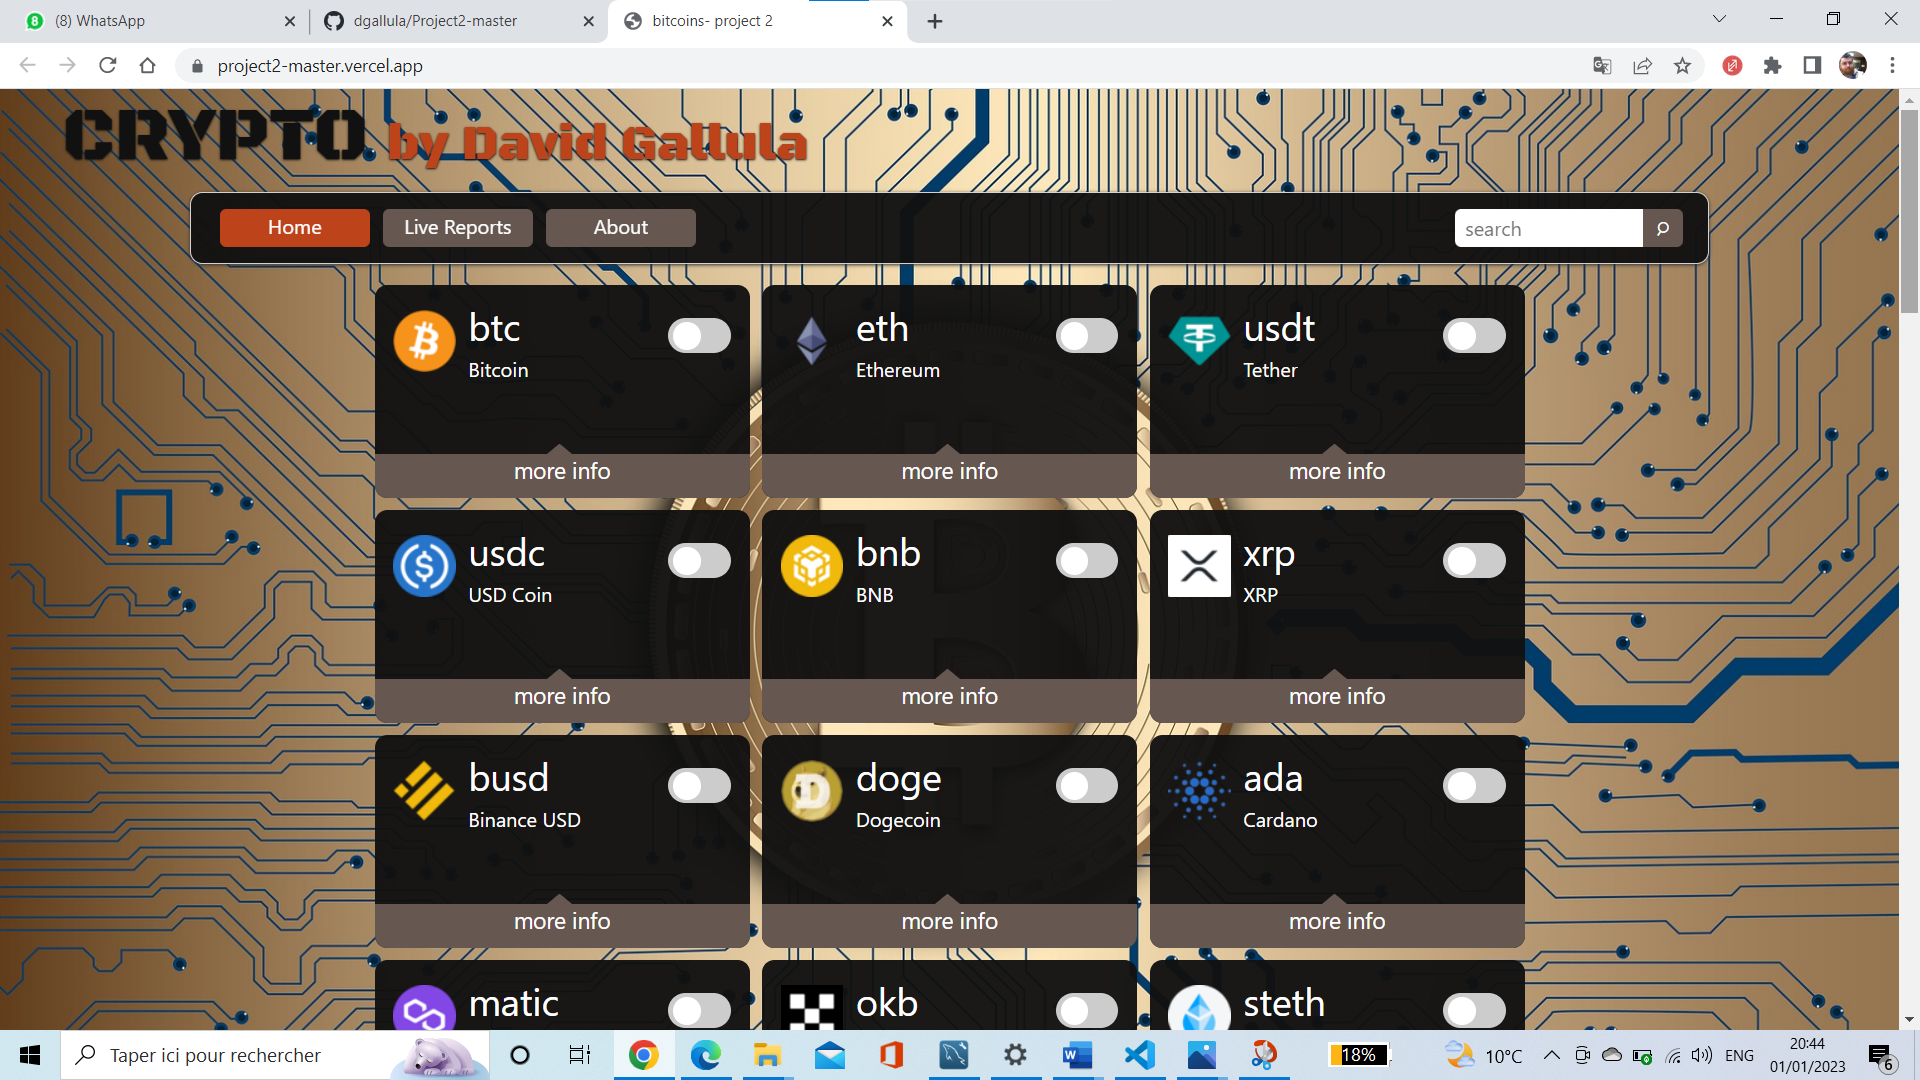 (8) WhatsApp
dgallula/Project2-master
bitcoins- project 2
project2-master.vercel.app
CRYPTO by David Gallula
Home
Live Reports
About
search
btc
Bitcoin
more info
eth
Ethereum
more info
usdt
Tether
more info
usdc
USD Coin
more info
bnb
BNB
more info
xrp
XRP
more info
busd
Binance USD
more info
doge
Dogecoin
more info
ada
Cardano
more info
matic
okb
steth
Taper ici pour rechercher
18%
10°C
ENG
20:44
01/01/2023
6